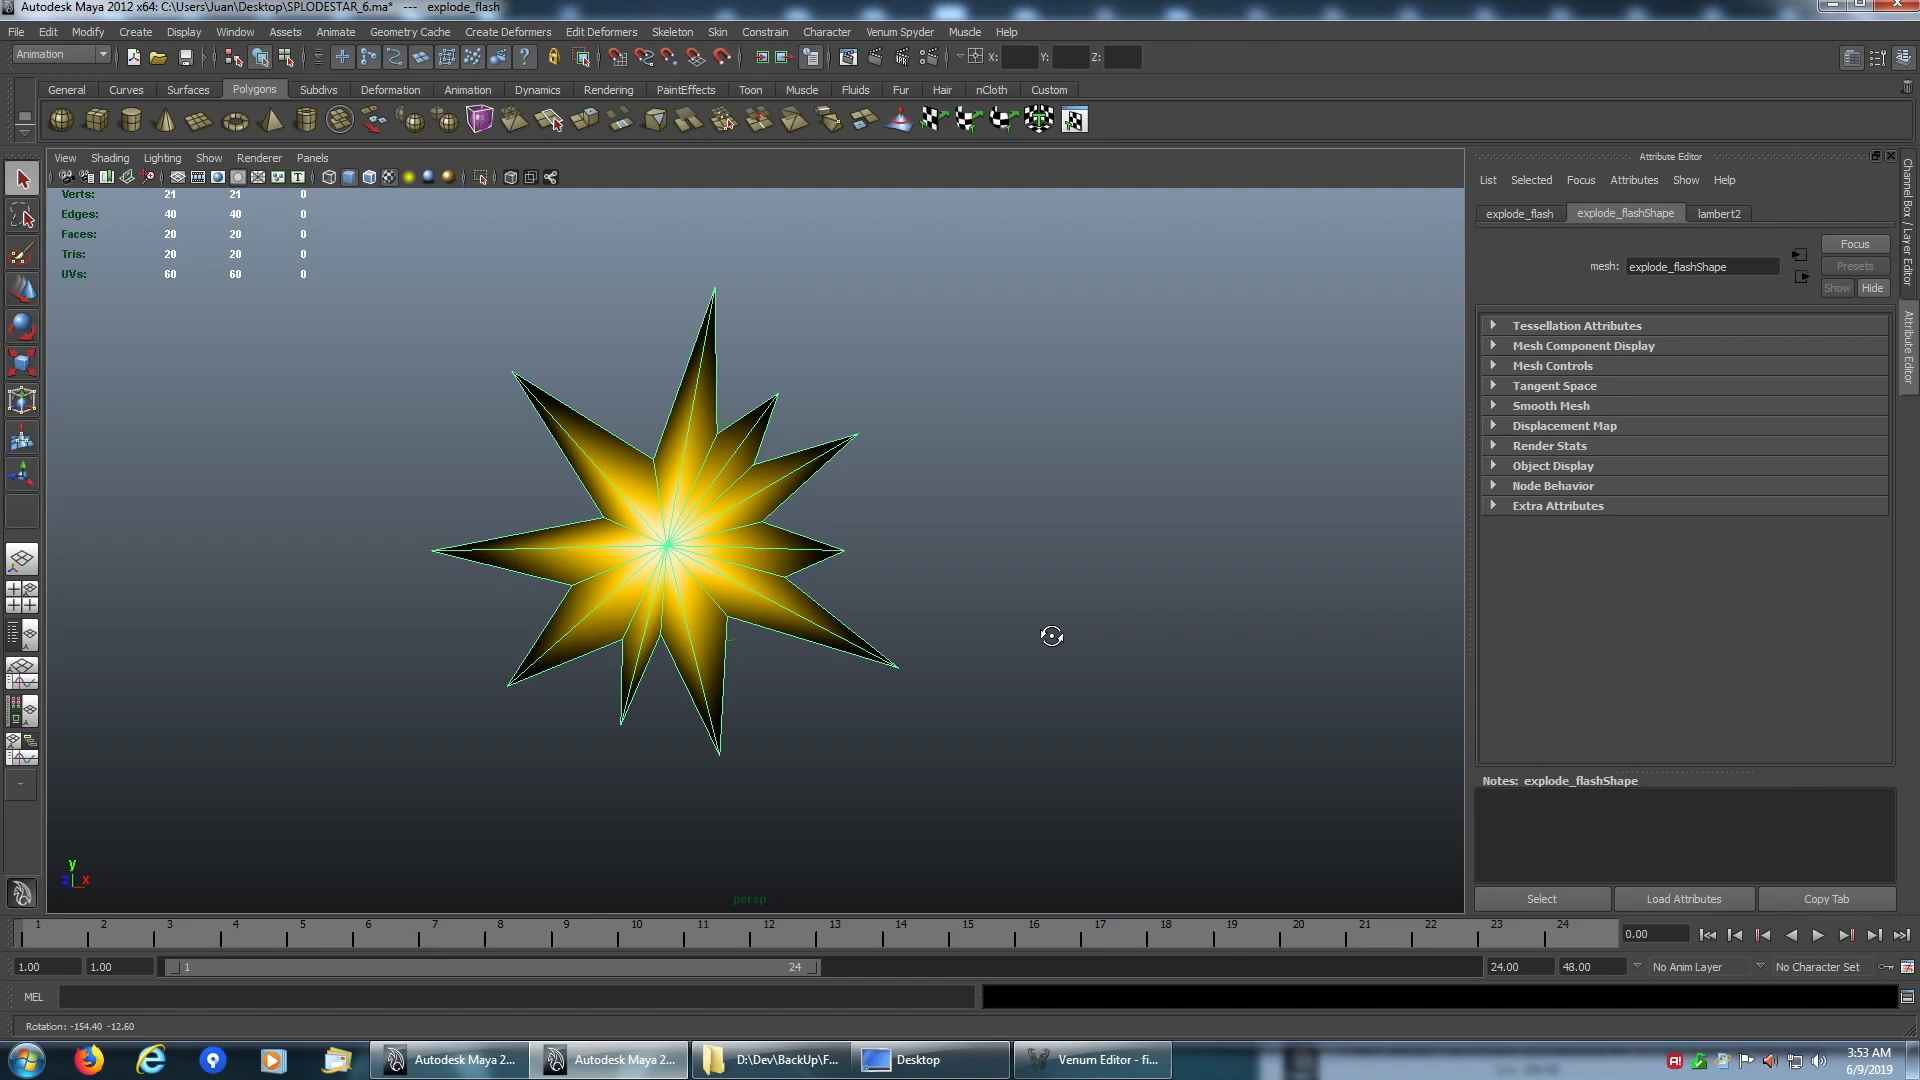 Autodesk Maya 2012 x64: C:\Users\Juan\Desktop\SPLODESTAR_6.ma* --- explode_flash
File Edit Modify Create Display Window Assets Animate Geometry Cache Create Deformers Edit Deformers Skeleton Skin Constrain Character Venum Spyder Muscle Help
Animation X: Y: Z:
General Curves Surfaces Polygons Subdivs Deformation Animation Dynamics Rendering PaintEffects Toon Muscle Fluids Fur Hair nCloth Custom
View Shading Lighting Show Renderer Panels
Verts: 21 21 0
Edges: 40 40 0
Faces: 20 20 0
Tris: 20 20 0
UVs: 60 60 0
y
z x
persp
Attribute Editor
List Selected Focus Attributes Show Help
explode_flash explode_flashShape lambert2
Focus
mesh: explode_flashShape
Presets
Show Hide
Tessellation Attributes
Mesh Component Display
Mesh Controls
Tangent Space
Smooth Mesh
Displacement Map
Render Stats
Object Display
Node Behavior
Extra Attributes
Notes: explode_flashShape
Select Load Attributes Copy Tab
Channel Box / Layer Editor
Attribute Editor
1 2 3 4 5 6 7 8 9 10 11 12 13 14 15 16 17 18 19 20 21 22 23 24 0.00
1.00 1.00 1 24 24.00 48.00 No Anim Layer No Character Set
MEL
Rotation: -154.40 -12.60
Autodesk Maya 2... Autodesk Maya 2... D:\Dev\BackUp\F... Desktop Venum Editor - fi...
3:53 AM
6/9/2019